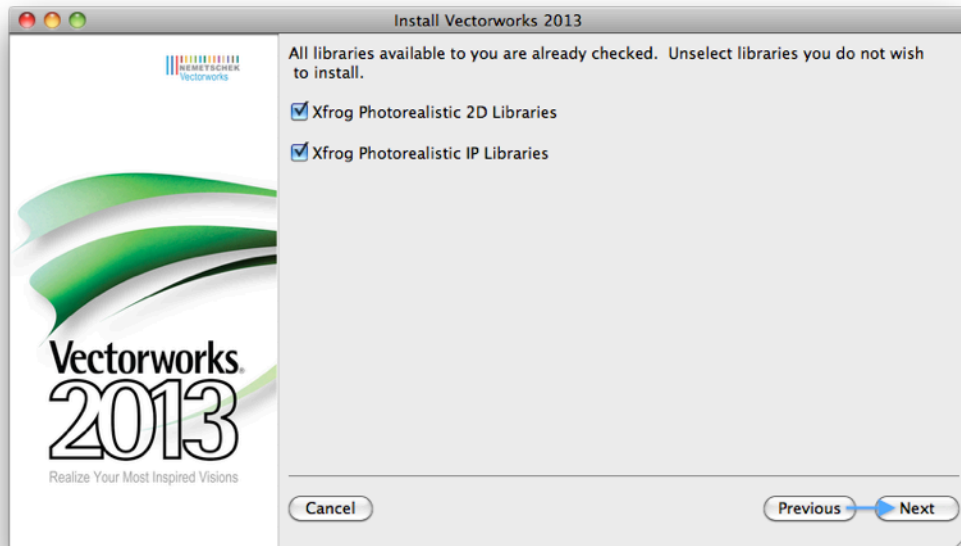 Install Vectorworks 2013
NEMETSCHEK
Vectorworks
All libraries available to you are already checked.  Unselect libraries you do not wish
to install.
Xfrog Photorealistic 2D Libraries
Xfrog Photorealistic IP Libraries
Vectorworks®
2013
Realize Your Most Inspired Visions
Cancel
Previous
Next